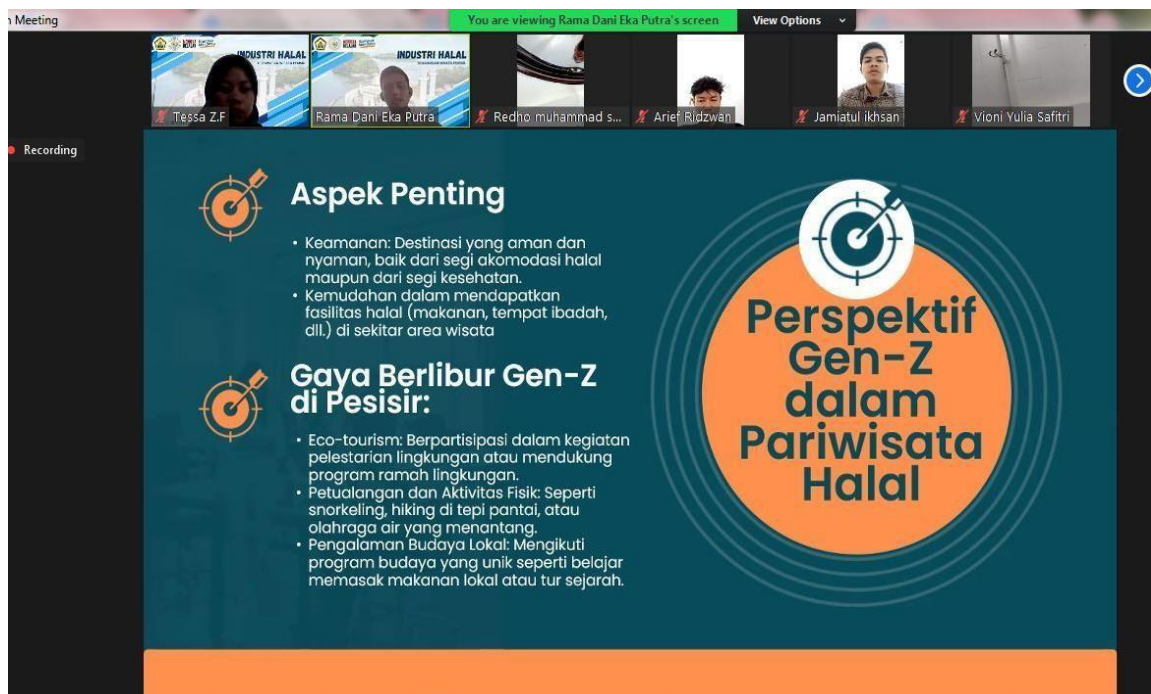 n Meeting
You are viewing Rama Dani Eka Putra's screen
View Options
INDUSTRI HALAL
INDUSTRI HALAL
Tessa Z.F
Rama Dani Eka Putra
Redho muhammad s...
Arief Ridzwan
Jamiatul ikhsan
Vioni Yulia Safitri
Recording
Aspek Penting
• Keamanan: Destinasi yang aman dan
nyaman, baik dari segi akomodasi halal
maupun dari segi kesehatan.
• Kemudahan dalam mendapatkan
fasilitas halal (makanan, tempat ibadah,
dll.) di sekitar area wisata
Gaya Berlibur Gen-Z
di Pesisir:
• Eco-tourism: Berpartisipasi dalam kegiatan
pelestarian lingkungan atau mendukung
program ramah lingkungan.
• Petualangan dan Aktivitas Fisik: Seperti
snorkeling, hiking di tepi pantai, atau
olahraga air yang menantang.
• Pengalaman Budaya Lokal: Mengikuti
program budaya yang unik seperti belajar
memasak makanan lokal atau tur sejarah.
Perspektif
Gen-Z
dalam
Pariwisata
Halal